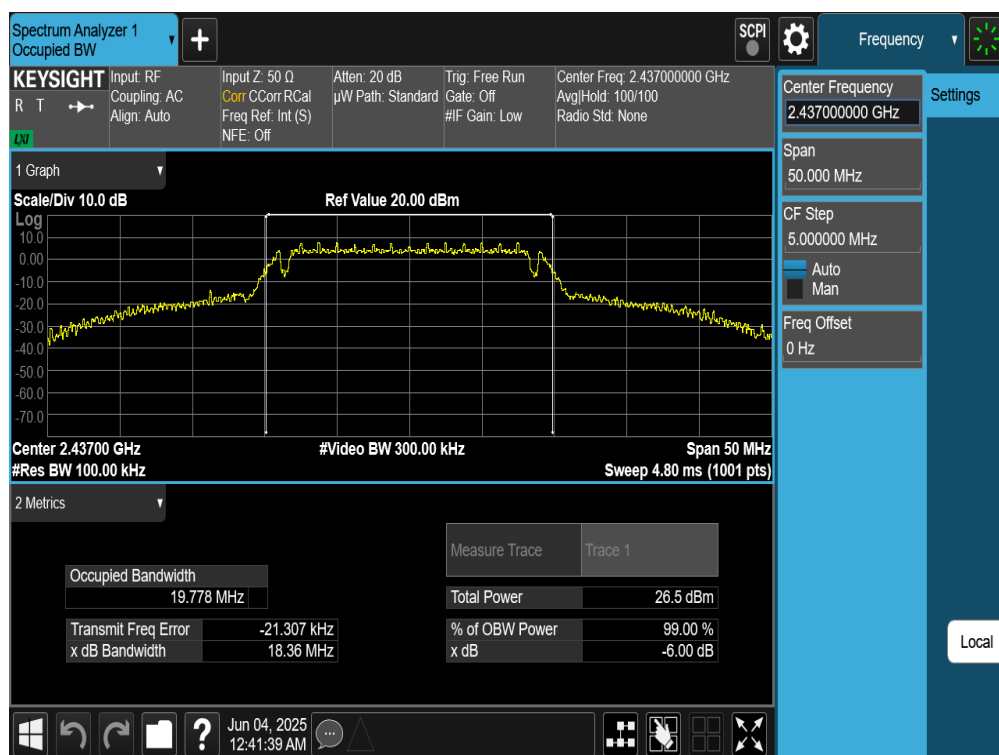 Spectrum Analyzer 1
Occupied BW
+
SCPI
Frequency
KEYSIGHT
R T
LXI
Input: RF
Coupling: AC
Align: Auto
Input Z: 50 Ω
Corr CCorr RCal
Freq Ref: Int (S)
NFE: Off
Atten: 20 dB
µW Path: Standard
Trig: Free Run
Gate: Off
#IF Gain: Low
Center Freq: 2.437000000 GHz
Avg|Hold: 100/100
Radio Std: None
Center Frequency
2.437000000 GHz
Settings
Span
50.000 MHz
CF Step
5.000000 MHz
Auto
Man
Freq Offset
0 Hz
1 Graph
Scale/Div 10.0 dB
Ref Value 20.00 dBm
Log
10.0
0.00
-10.0
-20.0
-30.0
-40.0
-50.0
-60.0
-70.0
Center 2.43700 GHz
#Video BW 300.00 kHz
Span 50 MHz
#Res BW 100.00 kHz
Sweep 4.80 ms (1001 pts)
2 Metrics
Measure Trace
Trace 1
Occupied Bandwidth
19.778 MHz
Total Power
26.5 dBm
Transmit Freq Error
-21.307 kHz
% of OBW Power
99.00 %
x dB Bandwidth
18.36 MHz
x dB
-6.00 dB
Local
?
Jun 04, 2025
12:41:39 AM